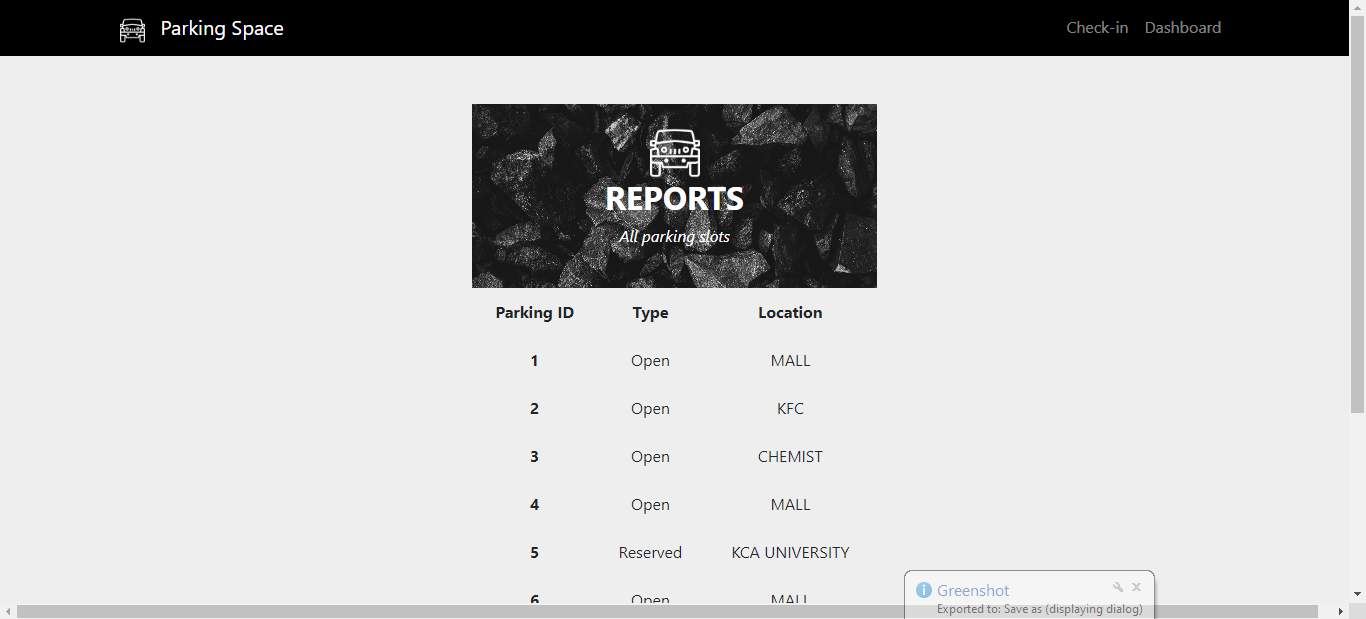 Parking Space
Check-in Dashboard
REPORTS
All parking slots
Parking ID Type Location
1 Open MALL
2 Open KFC
3 Open CHEMIST
4 Open MALL
5 Reserved KCA UNIVERSITY
6 Open MALL
Greenshot
Exported to: Save as (displaying dialog)